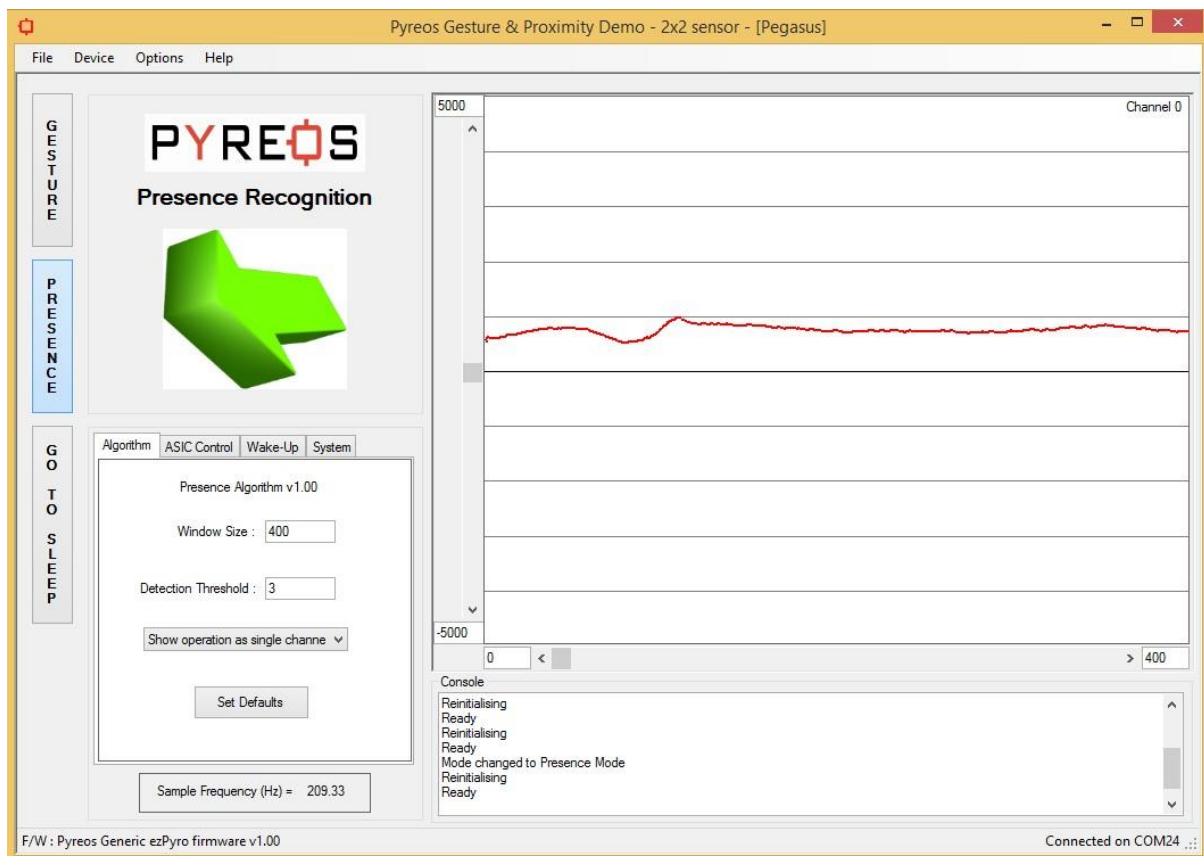 Pyreos Gesture & Proximity Demo - 2x2 sensor - [Pegasus]
File Device Options Help
GESTURE
PRESENCE
GO TO SLEEP
PYREOS
Presence Recognition
Algorithm ASIC Control Wake-Up System
Presence Algorithm v1.00
Window Size : 400
Detection Threshold : 3
Show operation as single channe
Set Defaults
Sample Frequency (Hz) = 209.33
5000
Channel 0
-5000
0 < > 400
Console
Reinitialising
Ready
Reinitialising
Ready
Mode changed to Presence Mode
Reinitialising
Ready
F/W : Pyreos Generic ezPyro firmware v1.00
Connected on COM24